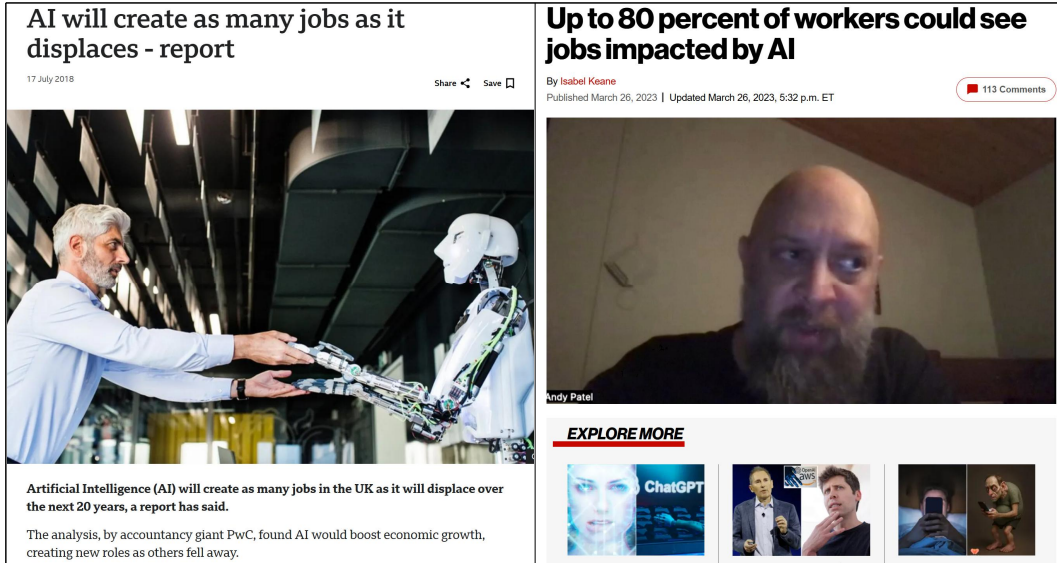 AI will create as many jobs as it
displaces - report
17 July 2018
Share
Save
Artificial Intelligence (AI) will create as many jobs in the UK as it will displace over
the next 20 years, a report has said.
The analysis, by accountancy giant PwC, found AI would boost economic growth,
creating new roles as others fell away.
Up to 80 percent of workers could see
jobs impacted by AI
By Isabel Keane
Published March 26, 2023 | Updated March 26, 2023, 5:32 p.m. ET
113 Comments
Andy Patel
EXPLORE MORE
ChatGPT
OpenAI
aws